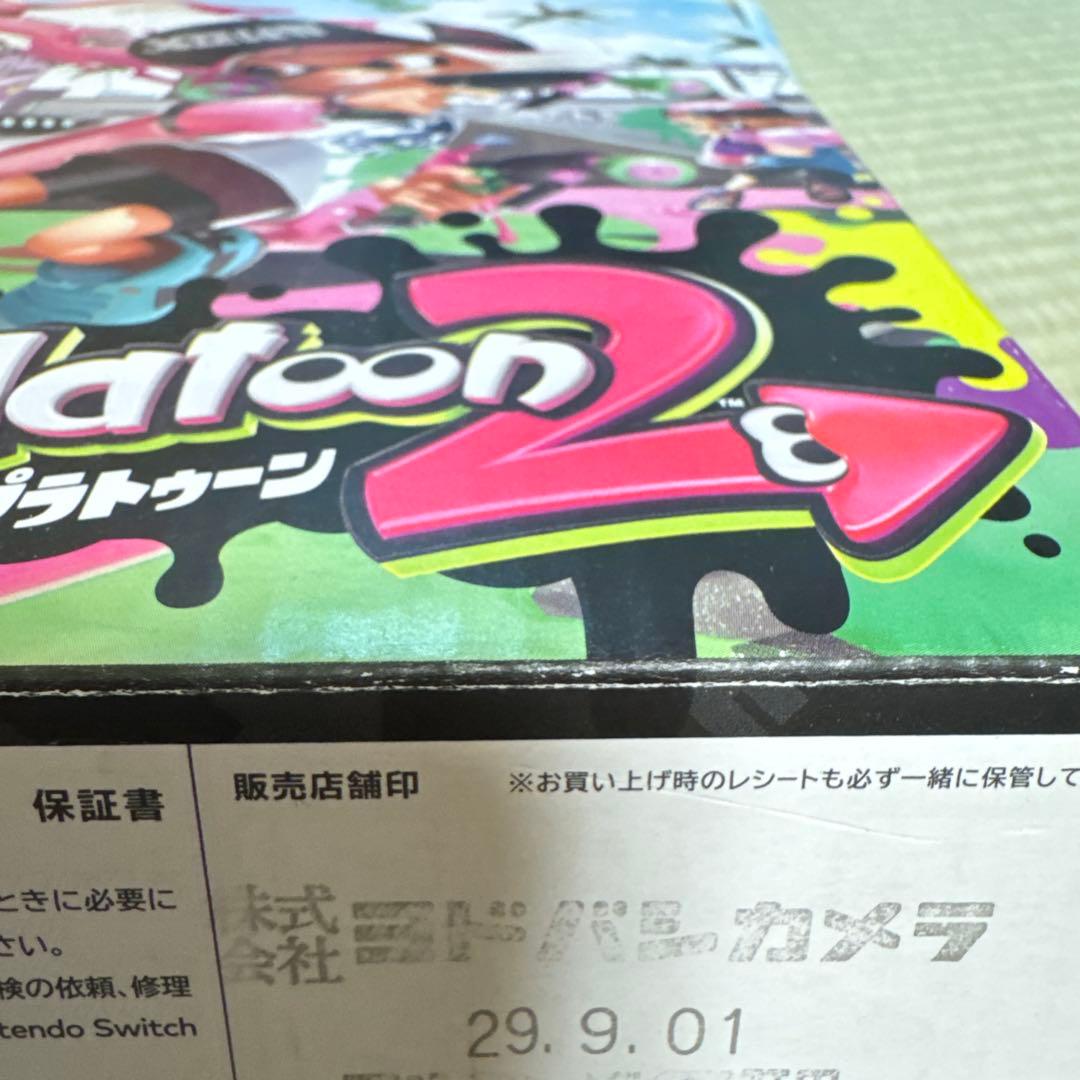 latoon2™
プラトゥーン
保証書
販売店舗印
※お買い上げ時のレシートも必ず一緒に保管して
ときに必要に
さい。
検の依頼、修理
ntendo Switch
株式会社ヨドバシカメラ
29. 9. 01